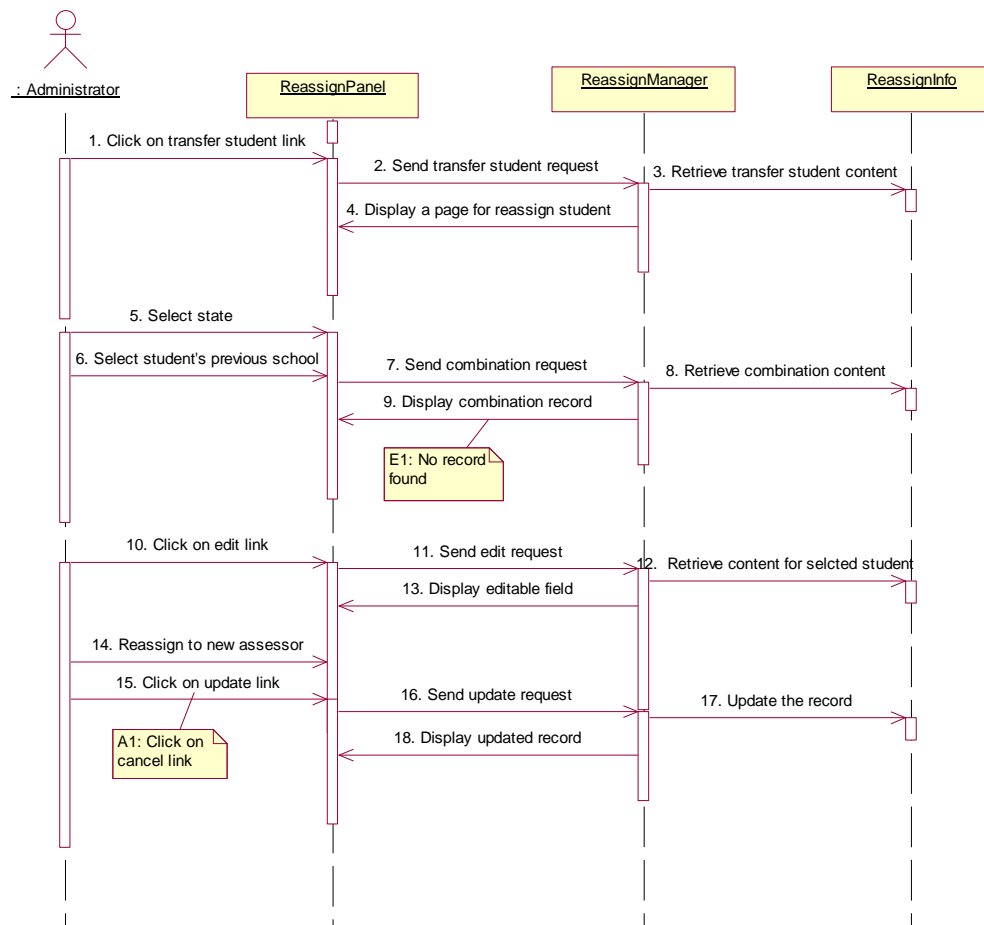 : Administrator
ReassignPanel
ReassignManager
ReassignInfo
1. Click on transfer student link
2. Send transfer student request
3. Retrieve transfer student content
4. Display a page for reassign student
5. Select state
6. Select student's previous school
7. Send combination request
8. Retrieve combination content
9. Display combination record
E1: No record
found
10. Click on edit link
11. Send edit request
12. Retrieve content for selcted student
13. Display editable field
14. Reassign to new assessor
15. Click on update link
16. Send update request
17. Update the record
18. Display updated record
A1: Click on
cancel link